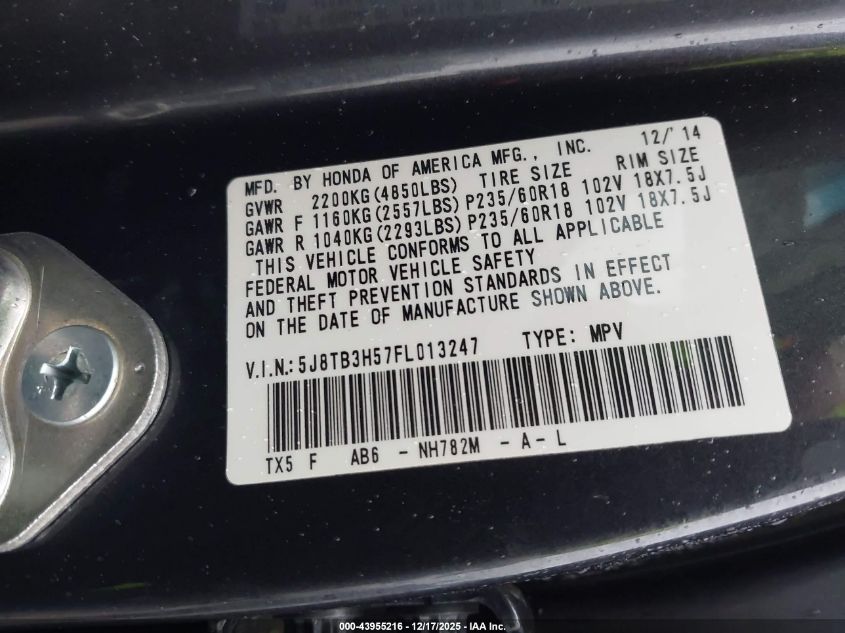 MFD. BY HONDA OF AMERICA MFG., INC. 12/'14
GVWR 2200KG(4850LBS) TIRE SIZE RIM SIZE
GAWR F 1160KG(2557LBS)P235/60R18 102V 18X7.5J
GAWR R 1040KG(2293LBS)P235/60R18 102V 18X7.5J
THIS VEHICLE CONFORMS TO ALL APPLICABLE
FEDERAL MOTOR VEHICLE SAFETY
AND THEFT PREVENTION STANDARDS IN EFFECT
ON THE DATE OF MANUFACTURE SHOWN ABOVE.
V.I.N.:5J8TB3H57FL013247 TYPE: MPV
TX5 F AB6 - NH782M - A - L
000-43955216 - 12/17/2025 - IAA Inc.